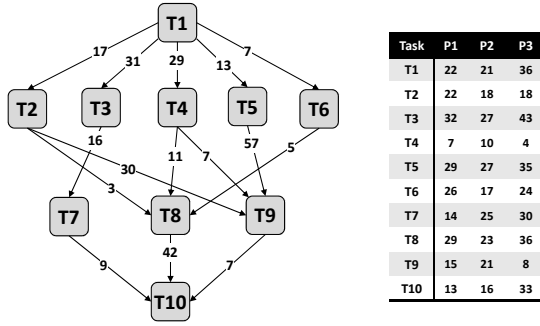 T1
17 31 29 13 7
T2 T3 T4 T5 T6
16 11 7 57 5
30
3
T7 T8 T9
42
9 7
T10
Task P1 P2 P3
T1 22 21 36
T2 22 18 18
T3 32 27 43
T4 7 10 4
T5 29 27 35
T6 26 17 24
T7 14 25 30
T8 29 23 36
T9 15 21 8
T10 13 16 33